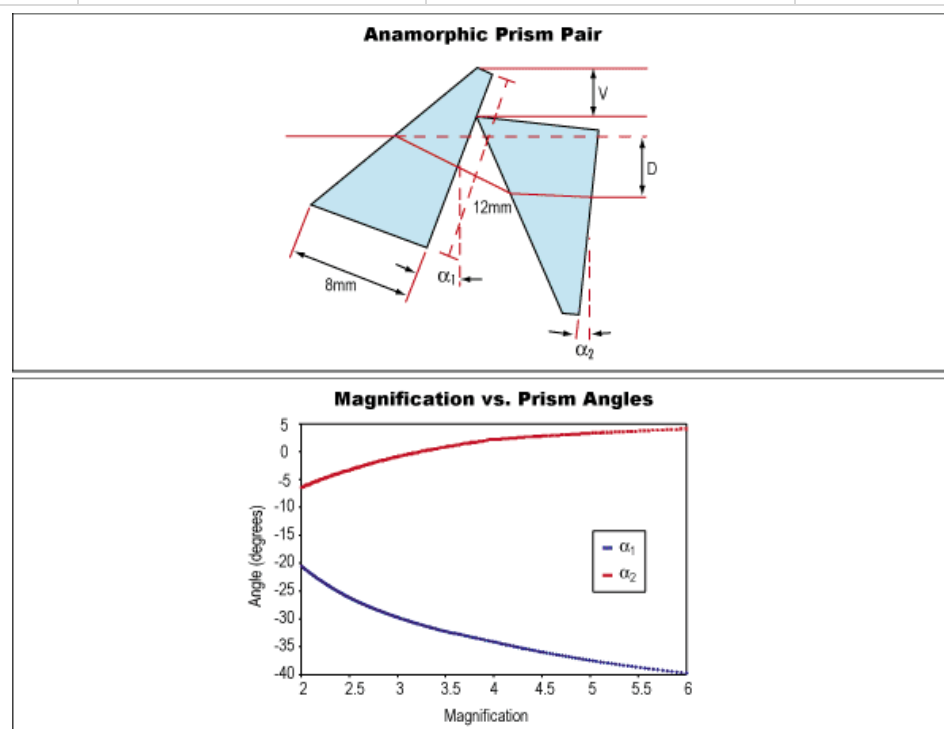 Anamorphic Prism Pair
V
D
12mm
α1
8mm
α2
Magnification vs. Prism Angles
5
0
-5
-10
-15
-20
-25
-30
-35
-40
Angle (degrees)
α1
α2
2 2.5 3 3.5 4 4.5 5 5.5 6
Magnification